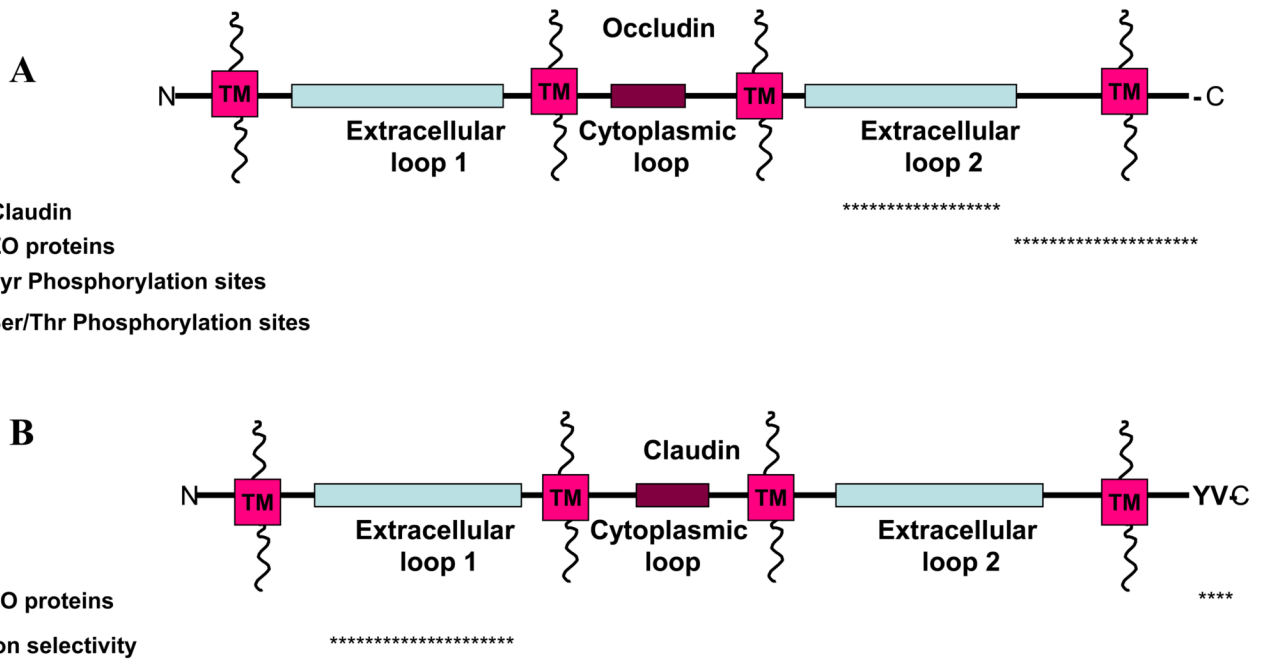 A
Occludin
N TM TM TM TM - C
Extracellular loop 1
Cytoplasmic loop
Extracellular loop 2
Claudin
******************
O proteins
*********************
yr Phosphorylation sites
er/Thr Phosphorylation sites
B
Claudin
N TM TM TM TM YV-C
Extracellular loop 1
Cytoplasmic loop
Extracellular loop 2
O proteins
****
on selectivity
*********************